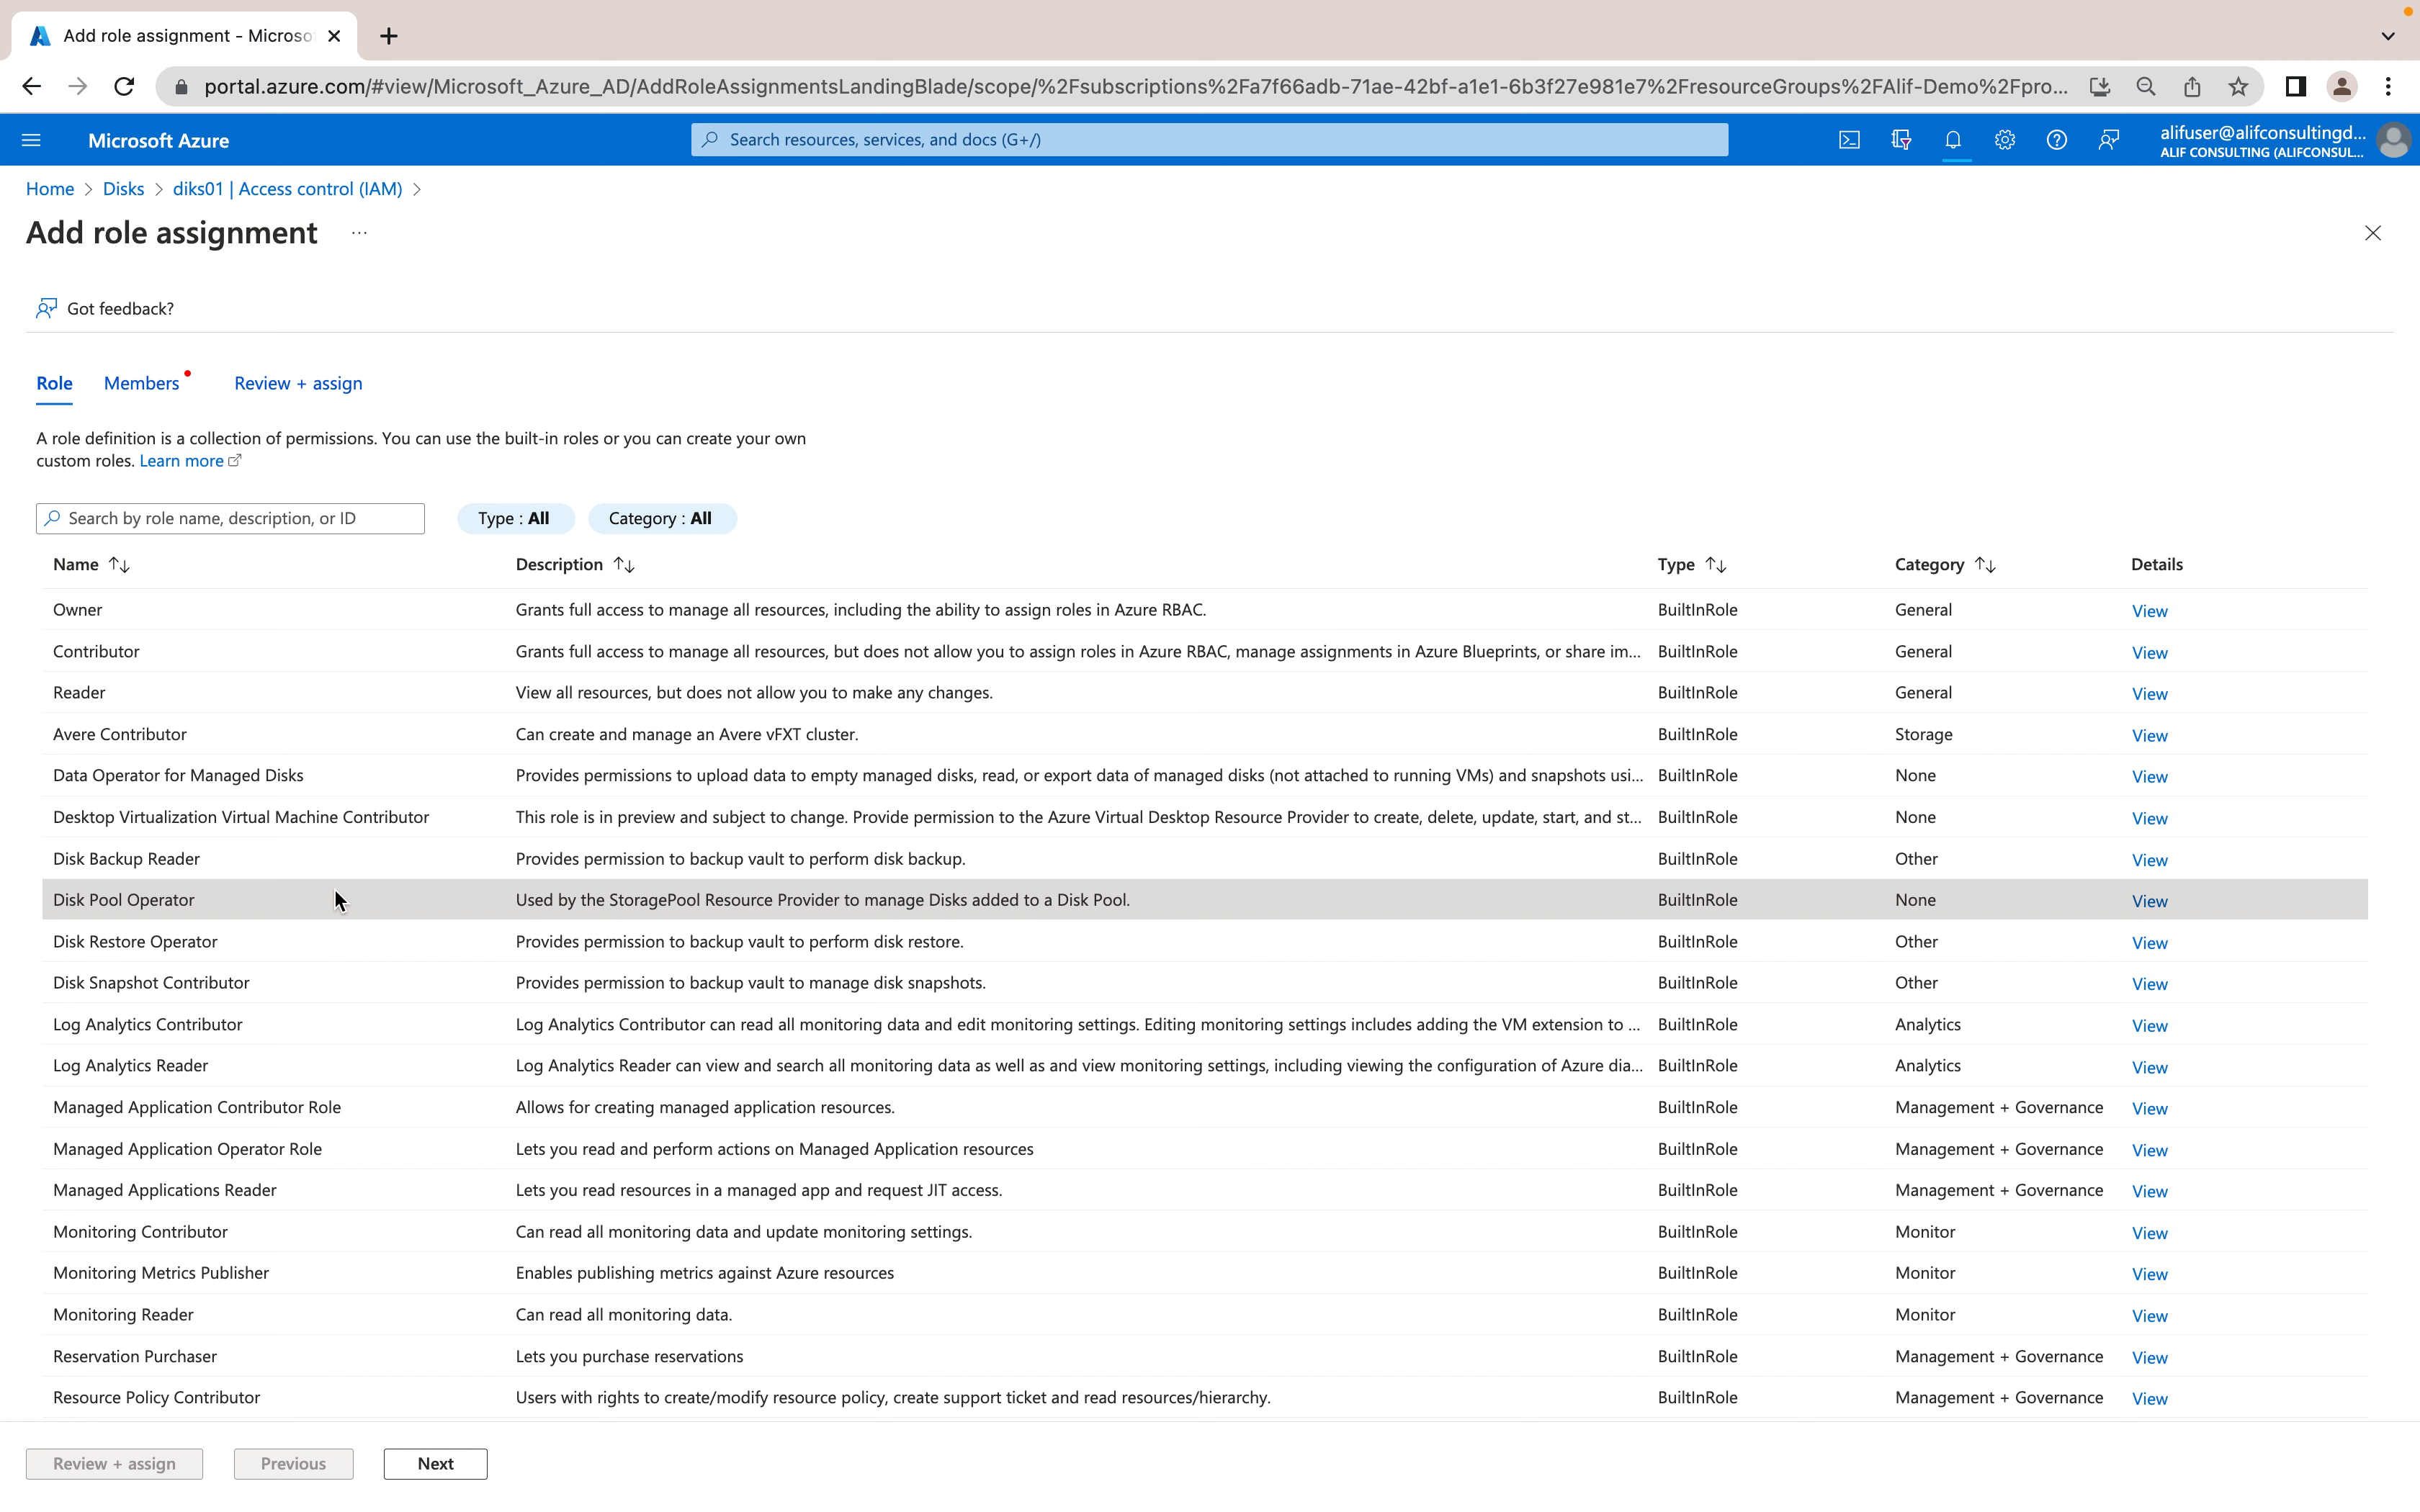 Add role assignment - Microso
portal.azure.com/#view/Microsoft_Azure_AD/AddRoleAssignmentsLandingBlade/scope/%2Fsubscriptions%2Fa7f66adb-71ae-42bf-a1e1-6b3f27e981e7%2FresourceGroups%2FAlif-Demo%2Fpro...
Microsoft Azure
Search resources, services, and docs (G+/)
alifuser@alifconsultingd...
ALIF CONSULTING (ALIFCONSUL...
Home > Disks > diks01 | Access control (IAM) >
Add role assignment ...
Got feedback?
Role Members Review + assign
A role definition is a collection of permissions. You can use the built-in roles or you can create your own
custom roles. Learn more
Search by role name, description, or ID Type : All Category : All
Name Description Type Category Details
Owner Grants full access to manage all resources, including the ability to assign roles in Azure RBAC. BuiltInRole General View
Contributor Grants full access to manage all resources, but does not allow you to assign roles in Azure RBAC, manage assignments in Azure Blueprints, or share im... BuiltInRole General View
Reader View all resources, but does not allow you to make any changes. BuiltInRole General View
Avere Contributor Can create and manage an Avere vFXT cluster. BuiltInRole Storage View
Data Operator for Managed Disks Provides permissions to upload data to empty managed disks, read, or export data of managed disks (not attached to running VMs) and snapshots usi... BuiltInRole None View
Desktop Virtualization Virtual Machine Contributor This role is in preview and subject to change. Provide permission to the Azure Virtual Desktop Resource Provider to create, delete, update, start, and st... BuiltInRole None View
Disk Backup Reader Provides permission to backup vault to perform disk backup. BuiltInRole Other View
Disk Pool Operator Used by the StoragePool Resource Provider to manage Disks added to a Disk Pool. BuiltInRole None View
Disk Restore Operator Provides permission to backup vault to perform disk restore. BuiltInRole Other View
Disk Snapshot Contributor Provides permission to backup vault to manage disk snapshots. BuiltInRole Other View
Log Analytics Contributor Log Analytics Contributor can read all monitoring data and edit monitoring settings. Editing monitoring settings includes adding the VM extension to ... BuiltInRole Analytics View
Log Analytics Reader Log Analytics Reader can view and search all monitoring data as well as and view monitoring settings, including viewing the configuration of Azure dia... BuiltInRole Analytics View
Managed Application Contributor Role Allows for creating managed application resources. BuiltInRole Management + Governance View
Managed Application Operator Role Lets you read and perform actions on Managed Application resources BuiltInRole Management + Governance View
Managed Applications Reader Lets you read resources in a managed app and request JIT access. BuiltInRole Management + Governance View
Monitoring Contributor Can read all monitoring data and update monitoring settings. BuiltInRole Monitor View
Monitoring Metrics Publisher Enables publishing metrics against Azure resources BuiltInRole Monitor View
Monitoring Reader Can read all monitoring data. BuiltInRole Monitor View
Reservation Purchaser Lets you purchase reservations BuiltInRole Management + Governance View
Resource Policy Contributor Users with rights to create/modify resource policy, create support ticket and read resources/hierarchy. BuiltInRole Management + Governance View
Review + assign Previous Next